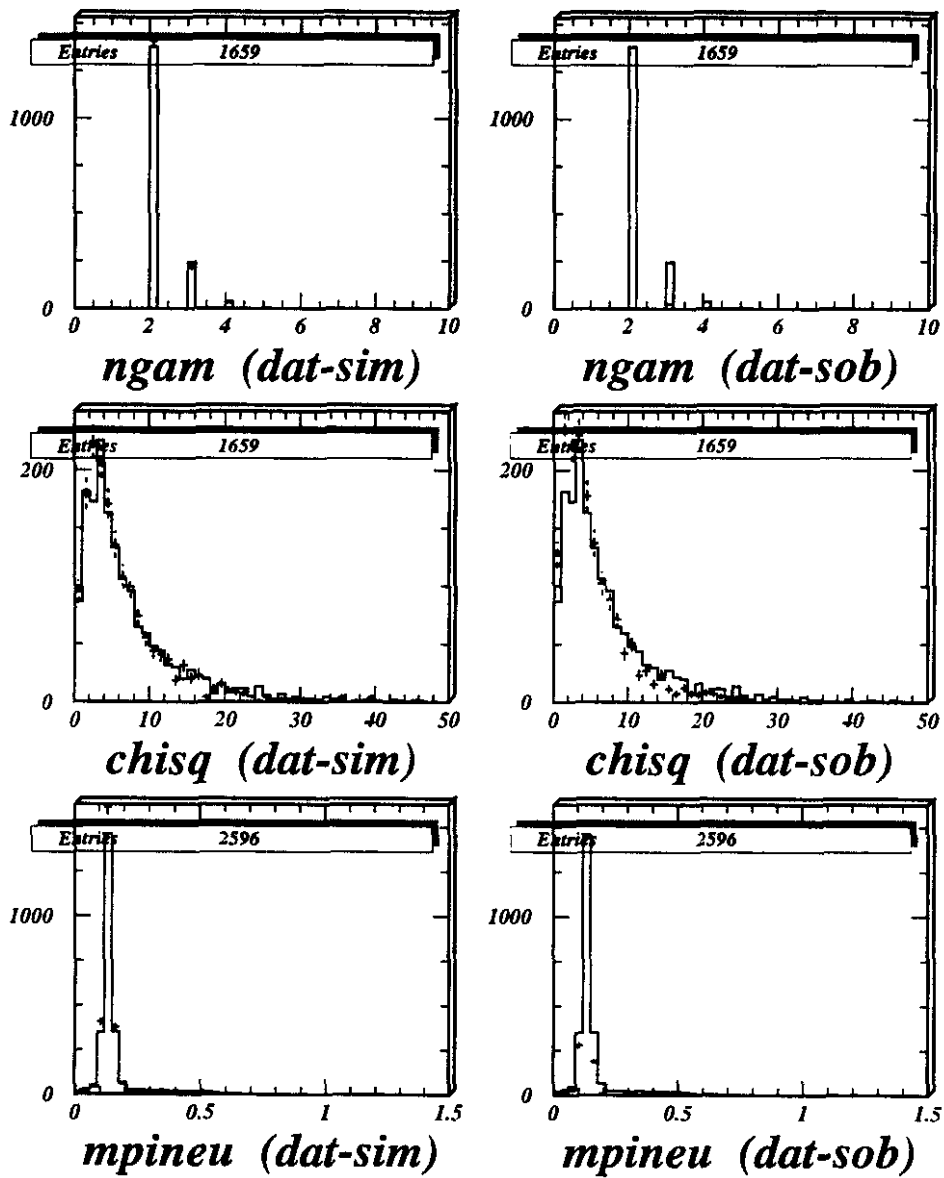 Entries 1659 Entries 1659
1000 1000
0 0
0 2 4 6 8 10 0 2 4 6 8 10
ngam (dat-sim) ngam (dat-sob)
Entries 1659 Entries 1659
200 200
0 0
0 10 20 30 40 50 0 10 20 30 40 50
chisq (dat-sim) chisq (dat-sob)
Entries 2596 Entries 2596
1000 1000
0 0
0 0.5 1 1.5 0 0.5 1 1.5
mpineu (dat-sim) mpineu (dat-sob)